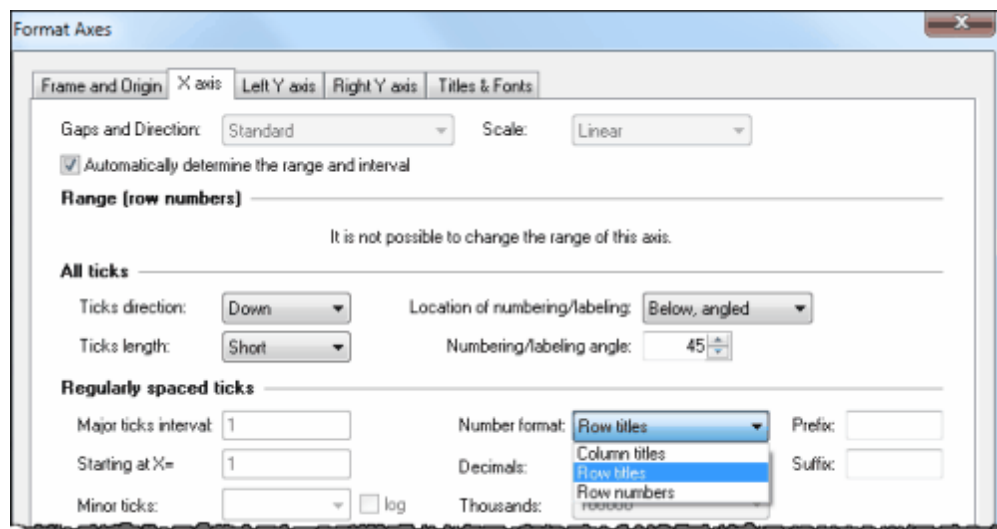 Format Axes
Frame and Origin X axis Left Y axis Right Y axis Titles & Fonts
Gaps and Direction: Standard Scale: Linear
Automatically determine the range and interval
Range (row numbers)
It is not possible to change the range of this axis.
All ticks
Ticks direction: Down Location of numbering/labeling: Below, angled
Ticks length: Short Numbering/labeling angle: 45
Regularly spaced ticks
Major ticks interval: 1 Number format: Row titles Prefix:
Column titles
Starting at X= 1 Decimals: Row titles Suffix:
Row numbers
Minor ticks: log Thousands: